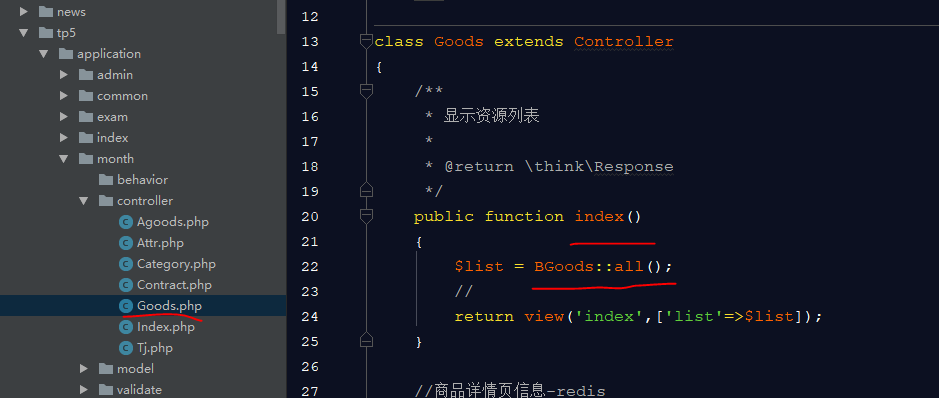 news
tp5
application
admin
common
exam
index
month
behavior
controller
Agoods.php
Attr.php
Category.php
Contract.php
Goods.php
Index.php
Tj.php
model
validate
12
13 class Goods extends Controller
14 {
15 /**
16 * 显示资源列表
17 *
18 * @return \think\Response
19 */
20 public function index()
21 {
22 $list = BGoods::all();
23 //
24 return view('index',['list'=>$list]);
25 }
26
27 //商品详情页信息-redis